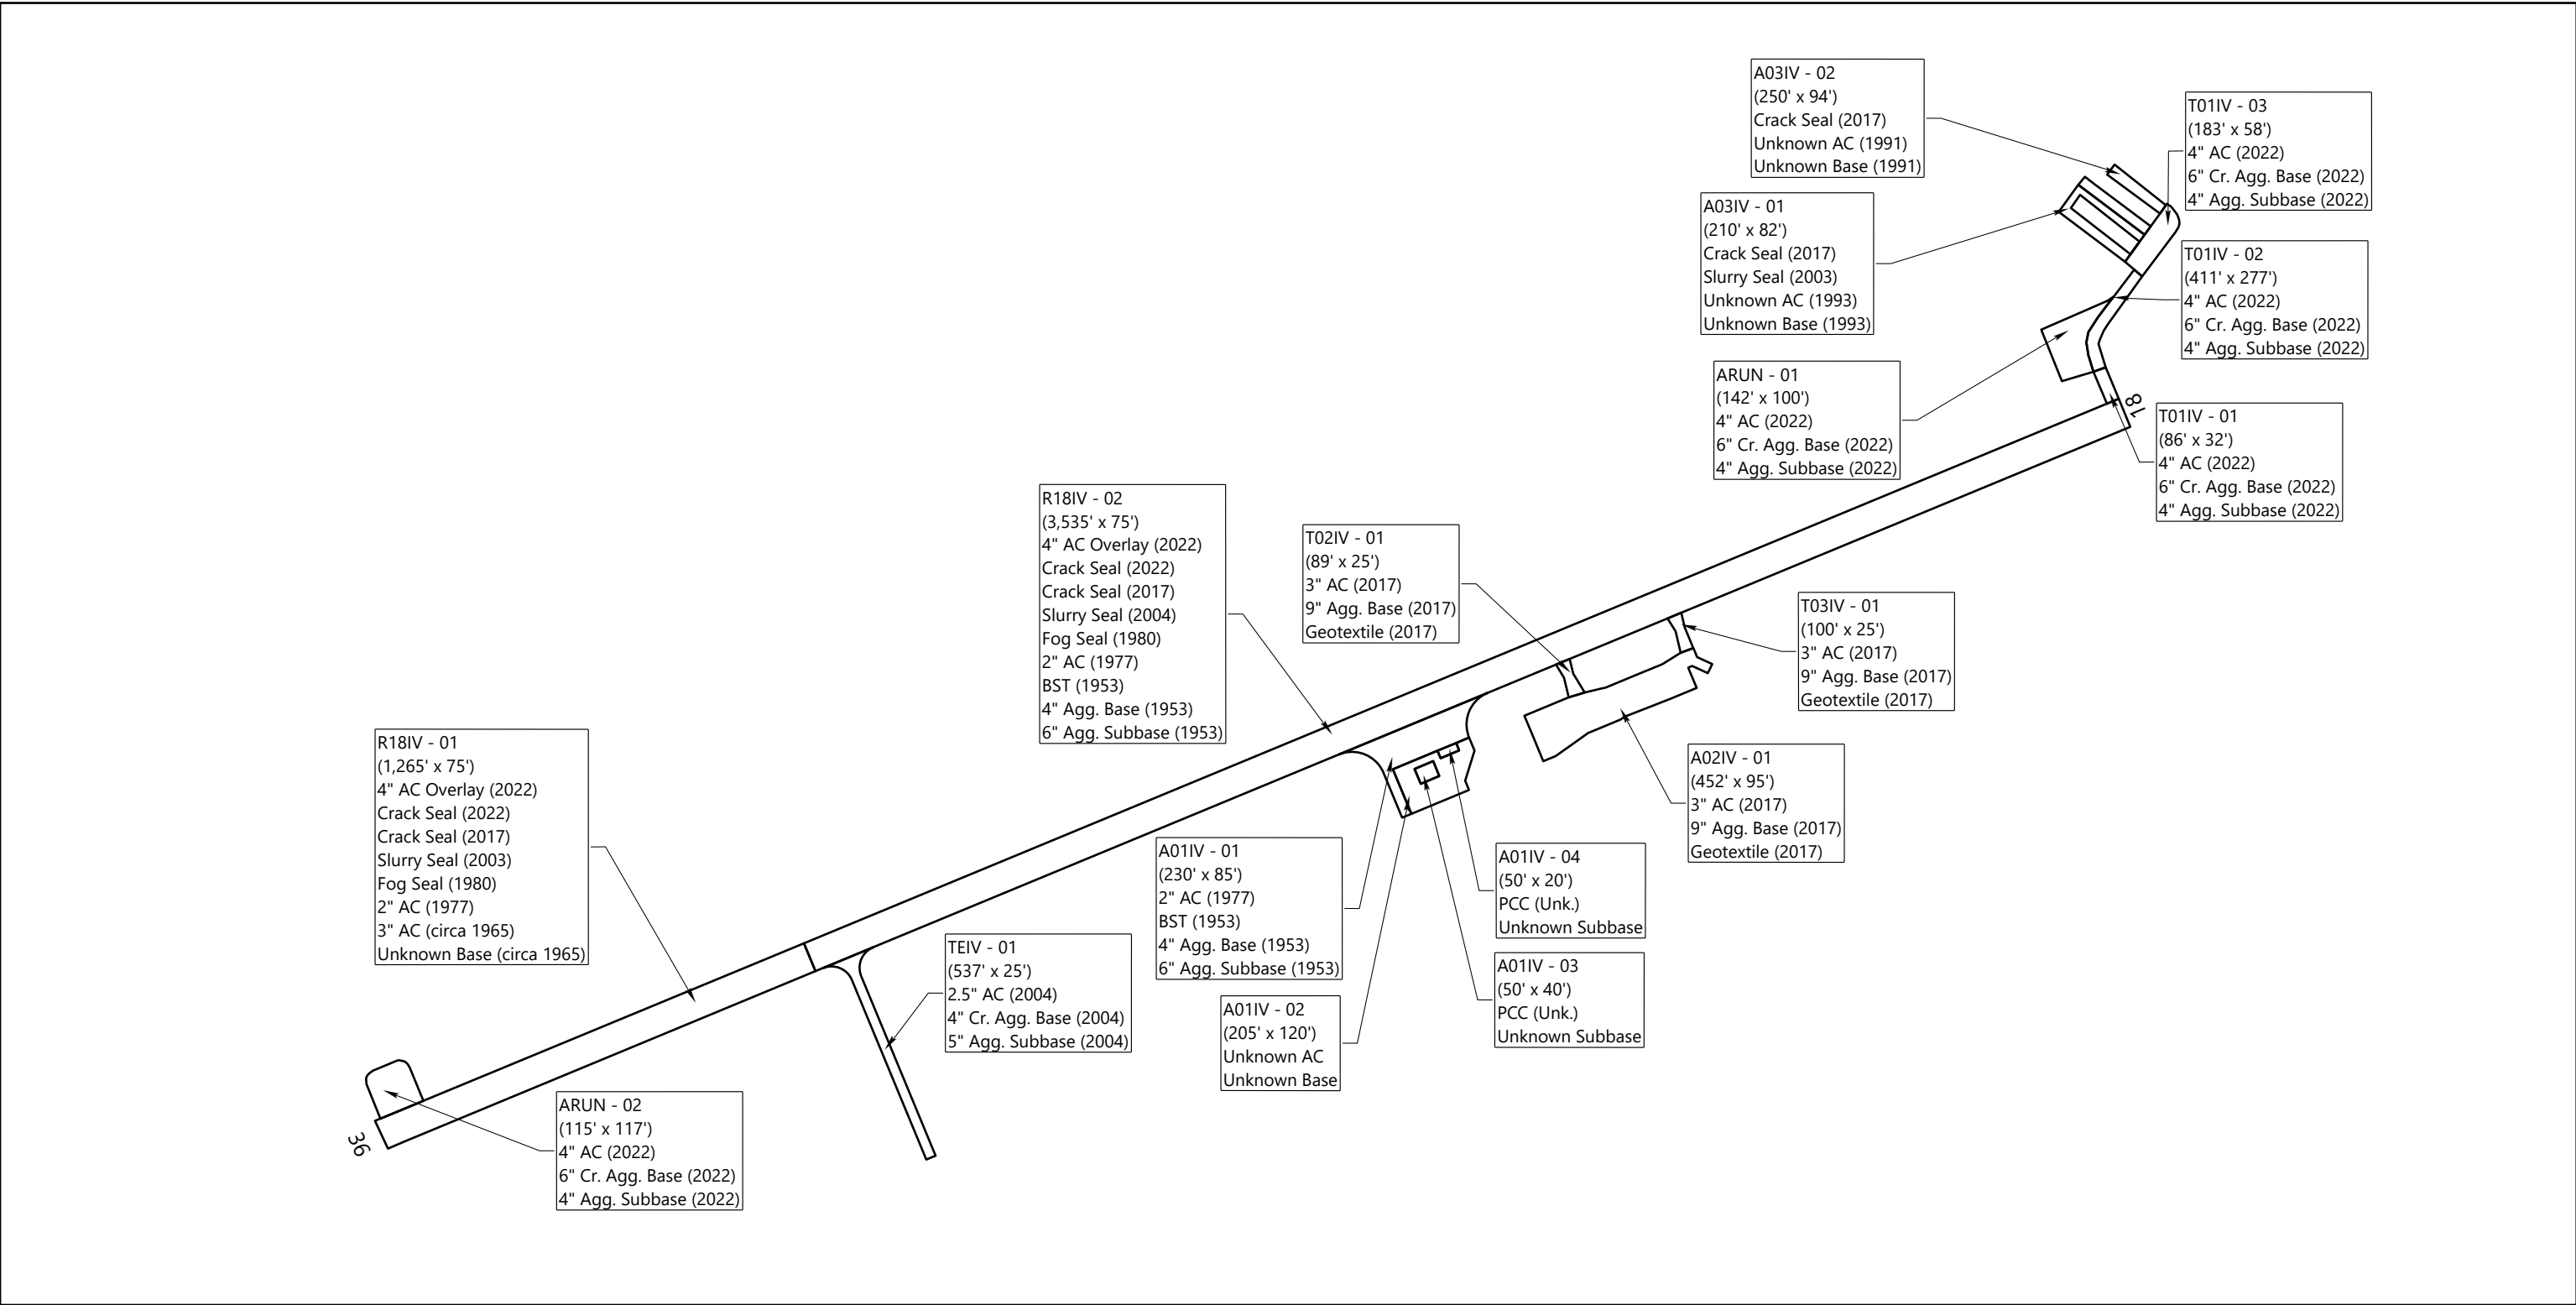 A03IV - 02
(250' x 94')
Crack Seal (2017)
Unknown AC (1991)
Unknown Base (1991)
T01IV - 03
(183' x 58')
4" AC (2022)
6" Cr. Agg. Base (2022)
4" Agg. Subbase (2022)
A03IV - 01
(210' x 82')
Crack Seal (2017)
Slurry Seal (2003)
Unknown AC (1993)
Unknown Base (1993)
T01IV - 02
(411' x 277')
4" AC (2022)
6" Cr. Agg. Base (2022)
4" Agg. Subbase (2022)
ARUN - 01
(142' x 100')
4" AC (2022)
6" Cr. Agg. Base (2022)
4" Agg. Subbase (2022)
18
T01IV - 01
(86' x 32')
4" AC (2022)
6" Cr. Agg. Base (2022)
4" Agg. Subbase (2022)
R18IV - 02
(3,535' x 75')
4" AC Overlay (2022)
Crack Seal (2022)
Crack Seal (2017)
Slurry Seal (2004)
Fog Seal (1980)
2" AC (1977)
BST (1953)
4" Agg. Base (1953)
6" Agg. Subbase (1953)
T02IV - 01
(89' x 25')
3" AC (2017)
9" Agg. Base (2017)
Geotextile (2017)
T03IV - 01
(100' x 25')
3" AC (2017)
9" Agg. Base (2017)
Geotextile (2017)
R18IV - 01
(1,265' x 75')
4" AC Overlay (2022)
Crack Seal (2022)
Crack Seal (2017)
Slurry Seal (2003)
Fog Seal (1980)
2" AC (1977)
3" AC (circa 1965)
Unknown Base (circa 1965)
A02IV - 01
(452' x 95')
3" AC (2017)
9" Agg. Base (2017)
Geotextile (2017)
A01IV - 01
(230' x 85')
2" AC (1977)
BST (1953)
4" Agg. Base (1953)
6" Agg. Subbase (1953)
A01IV - 04
(50' x 20')
PCC (Unk.)
Unknown Subbase
TEIV - 01
(537' x 25')
2.5" AC (2004)
4" Cr. Agg. Base (2004)
5" Agg. Subbase (2004)
A01IV - 03
(50' x 40')
PCC (Unk.)
Unknown Subbase
A01IV - 02
(205' x 120')
Unknown AC
Unknown Base
36
ARUN - 02
(115' x 117')
4" AC (2022)
6" Cr. Agg. Base (2022)
4" Agg. Subbase (2022)